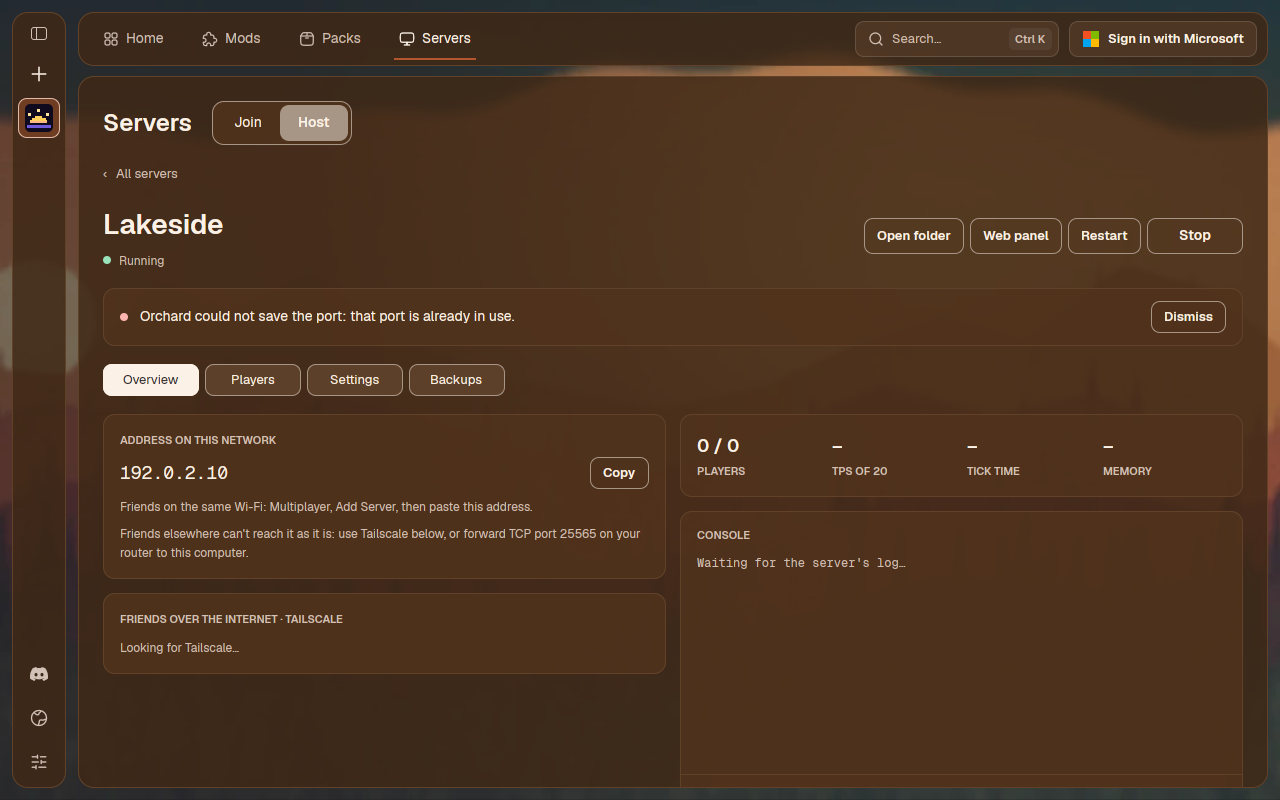 Home
Mods
Packs
Servers
Search...
Ctrl K
Sign in with Microsoft
Servers
Join
Host
‹ All servers
Lakeside
Running
Open folder
Web panel
Restart
Stop
Orchard could not save the port: that port is already in use.
Dismiss
Overview
Players
Settings
Backups
ADDRESS ON THIS NETWORK
192.0.2.10
Copy
Friends on the same Wi-Fi: Multiplayer, Add Server, then paste this address.
Friends elsewhere can't reach it as it is: use Tailscale below, or forward TCP port 25565 on your
router to this computer.
FRIENDS OVER THE INTERNET · TAILSCALE
Looking for Tailscale…
0 / 0
–
–
–
PLAYERS
TPS OF 20
TICK TIME
MEMORY
CONSOLE
Waiting for the server's log…